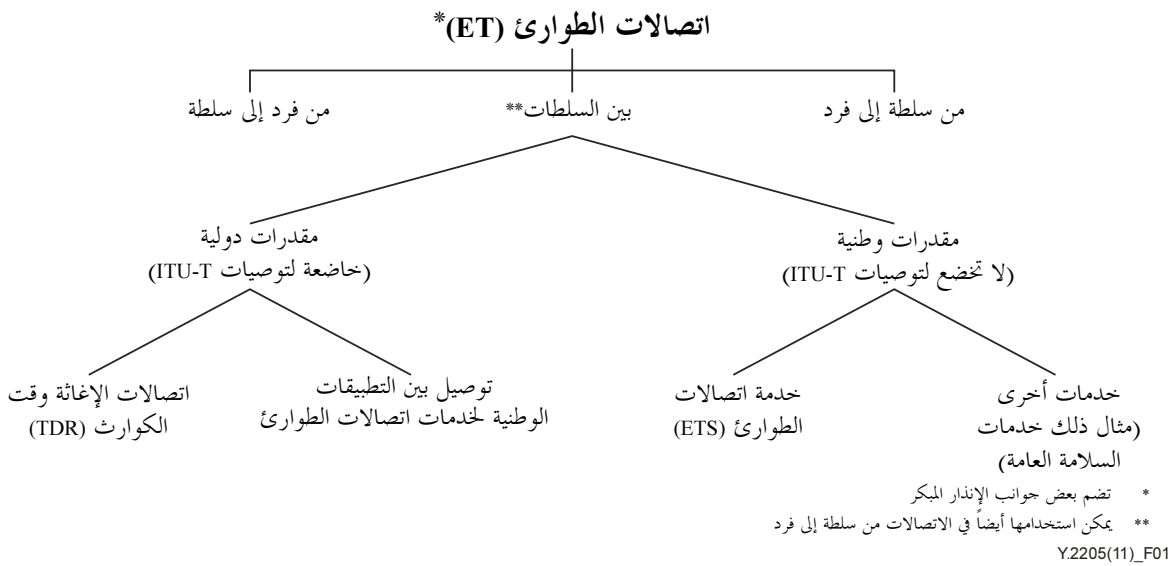 اتصالات الطوارئ (ET)*
من سلطة إلى فرد
بين السلطات**
من فرد إلى سلطة
مقدرات وطنية
(لا تخضع لتوصيات ITU-T)
مقدرات دولية
(خاضعة لتوصيات ITU-T)
خدمات أخرى
(مثال ذلك خدمات
السلامة العامة)
خدمة اتصالات
الطوارئ (ETS)
توصيل بين التطبيقات
الوطنية لخدمات اتصالات الطوارئ
اتصالات الإغاثة وقت
الكوارث (TDR)
* تضم بعض جوانب الإنذار المبكر
** يمكن استخدامها أيضاً في الاتصالات من سلطة إلى فرد
Y.2205(11)_F01